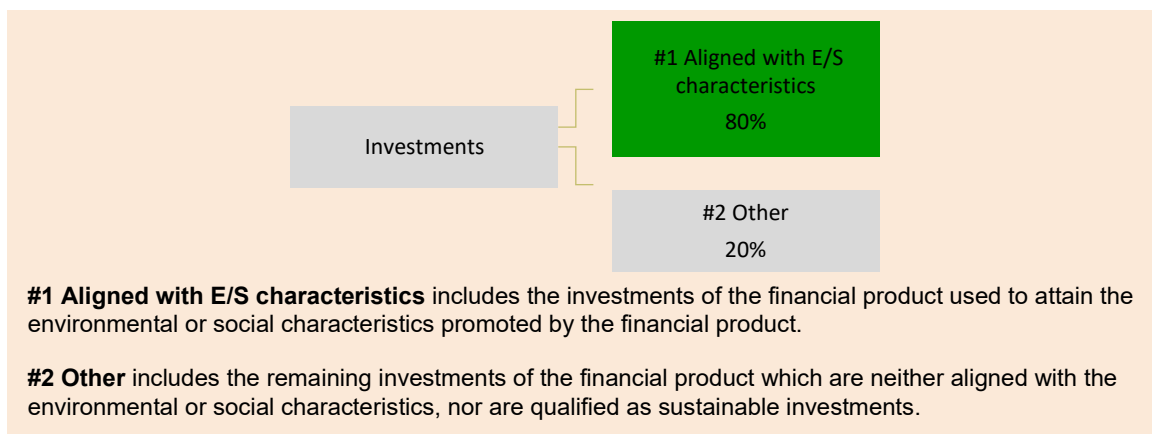 #1 Aligned with E/S
characteristics
80%
Investments
#2 Other
20%
#1 Aligned with E/S characteristics includes the investments of the financial product used to attain the
environmental or social characteristics promoted by the financial product.
#2 Other includes the remaining investments of the financial product which are neither aligned with the
environmental or social characteristics, nor are qualified as sustainable investments.